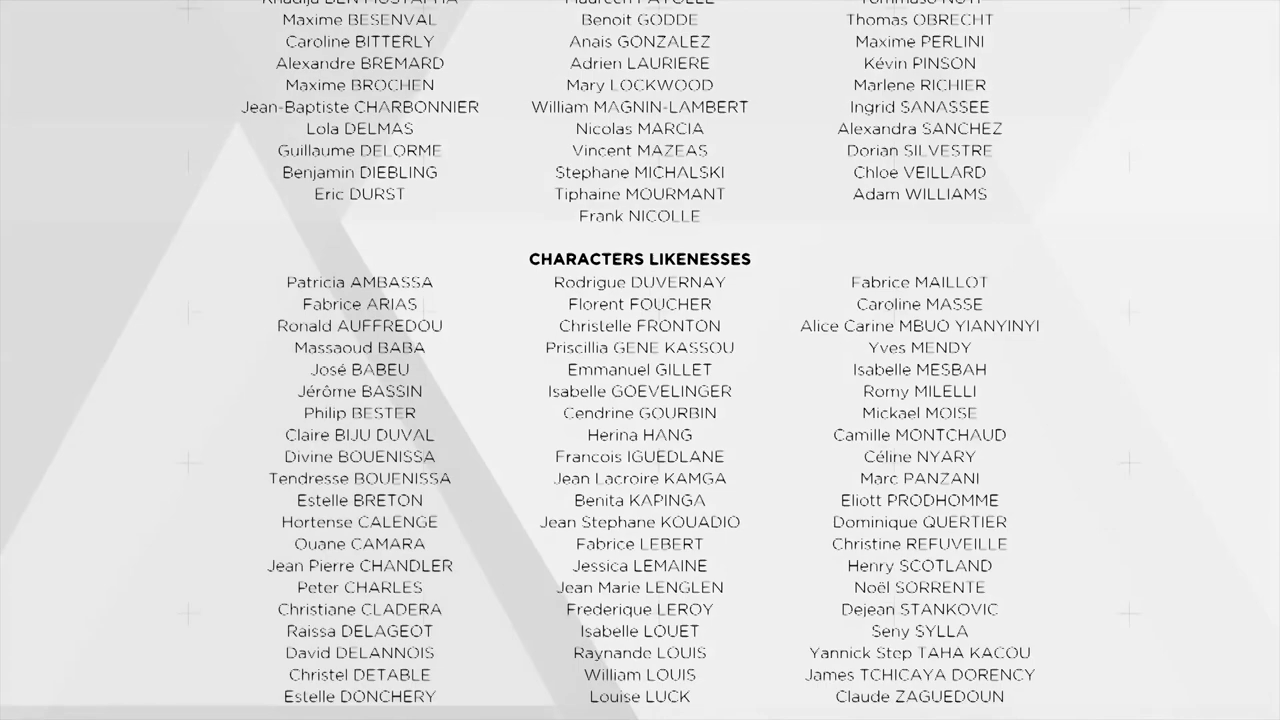 Maxime BESENVAL
Caroline BITTERLY
Alexandre BREMARD
Maxime BROCHEN
Jean-Baptiste CHARBONNIER
Lola DELMAS
Guillaume DELORME
Benjamin DIEBLING
Eric DURST
Benoit GODDE
Anais GONZALEZ
Adrien LAURIERE
Mary LOCKWOOD
William MAGNIN-LAMBERT
Nicolas MARCIA
Vincent MAZEAS
Stephane MICHALSKI
Tiphaine MOURMANT
Frank NICOLLE
Thomas OBRECHT
Maxime PERLINI
Kévin PINSON
Marlene RICHIER
Ingrid SANASSEE
Alexandra SANCHEZ
Dorian SILVESTRE
Chloe VEILLARD
Adam WILLIAMS
CHARACTERS LIKENESSES
Patricia AMBASSA
Fabrice ARIAS
Ronald AUFFREDOU
Massaoud BABA
José BABEU
Jérôme BASSIN
Philip BESTER
Claire BIJU DUVAL
Divine BOUENISSA
Tendresse BOUENISSA
Estelle BRETON
Hortense CALENGE
Ouane CAMARA
Jean Pierre CHANDLER
Peter CHARLES
Christiane CLADERA
Raissa DELAGEOT
David DELANNOIS
Christel DETABLE
Estelle DONCHERY
Rodrigue DUVERNAY
Florent FOUCHER
Christelle FRONTON
Priscillia GENE KASSOU
Emmanuel GILLET
Isabelle GOEVELINGER
Cendrine GOURBIN
Herina HANG
Francois IGUEDLANE
Jean Lacroire KAMGA
Benita KAPINGA
Jean Stephane KOUADIO
Fabrice LEBERT
Jessica LEMAINE
Jean Marie LENGLEN
Frederique LEROY
Isabelle LOUET
Raynande LOUIS
William LOUIS
Louise LUCK
Fabrice MAILLOT
Caroline MASSE
Alice Carine MBUO YIANYINYI
Yves MENDY
Isabelle MESBAH
Romy MILELLI
Mickael MOISE
Camille MONTCHAUD
Céline NYARY
Marc PANZANI
Eliott PRODHOMME
Dominique QUERTIER
Christine REFUVEILLE
Henry SCOTLAND
Noël SORRENTE
Dejean STANKOVIC
Seny SYLLA
Yannick Step TAHA KACOU
James TCHICAYA DORENCY
Claude ZAGUEDOUN